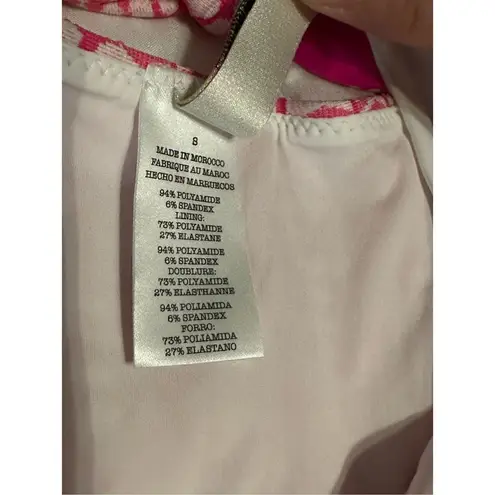 S
MADE IN MOROCCO
FABRIQUE AU MAROC
HECHO EN MARRUECOS
94% POLYAMIDE
6% SPANDEX
LINING:
73% POLYAMIDE
27% ELASTANE
94% POLYAMIDE
6% SPANDEX
DOUBLURE:
73% POLYAMIDE
27% ELASTHANNE
94% POLIAMIDA
6% SPANDEX
FORRO:
73% POLIAMIDA
27% ELASTANO